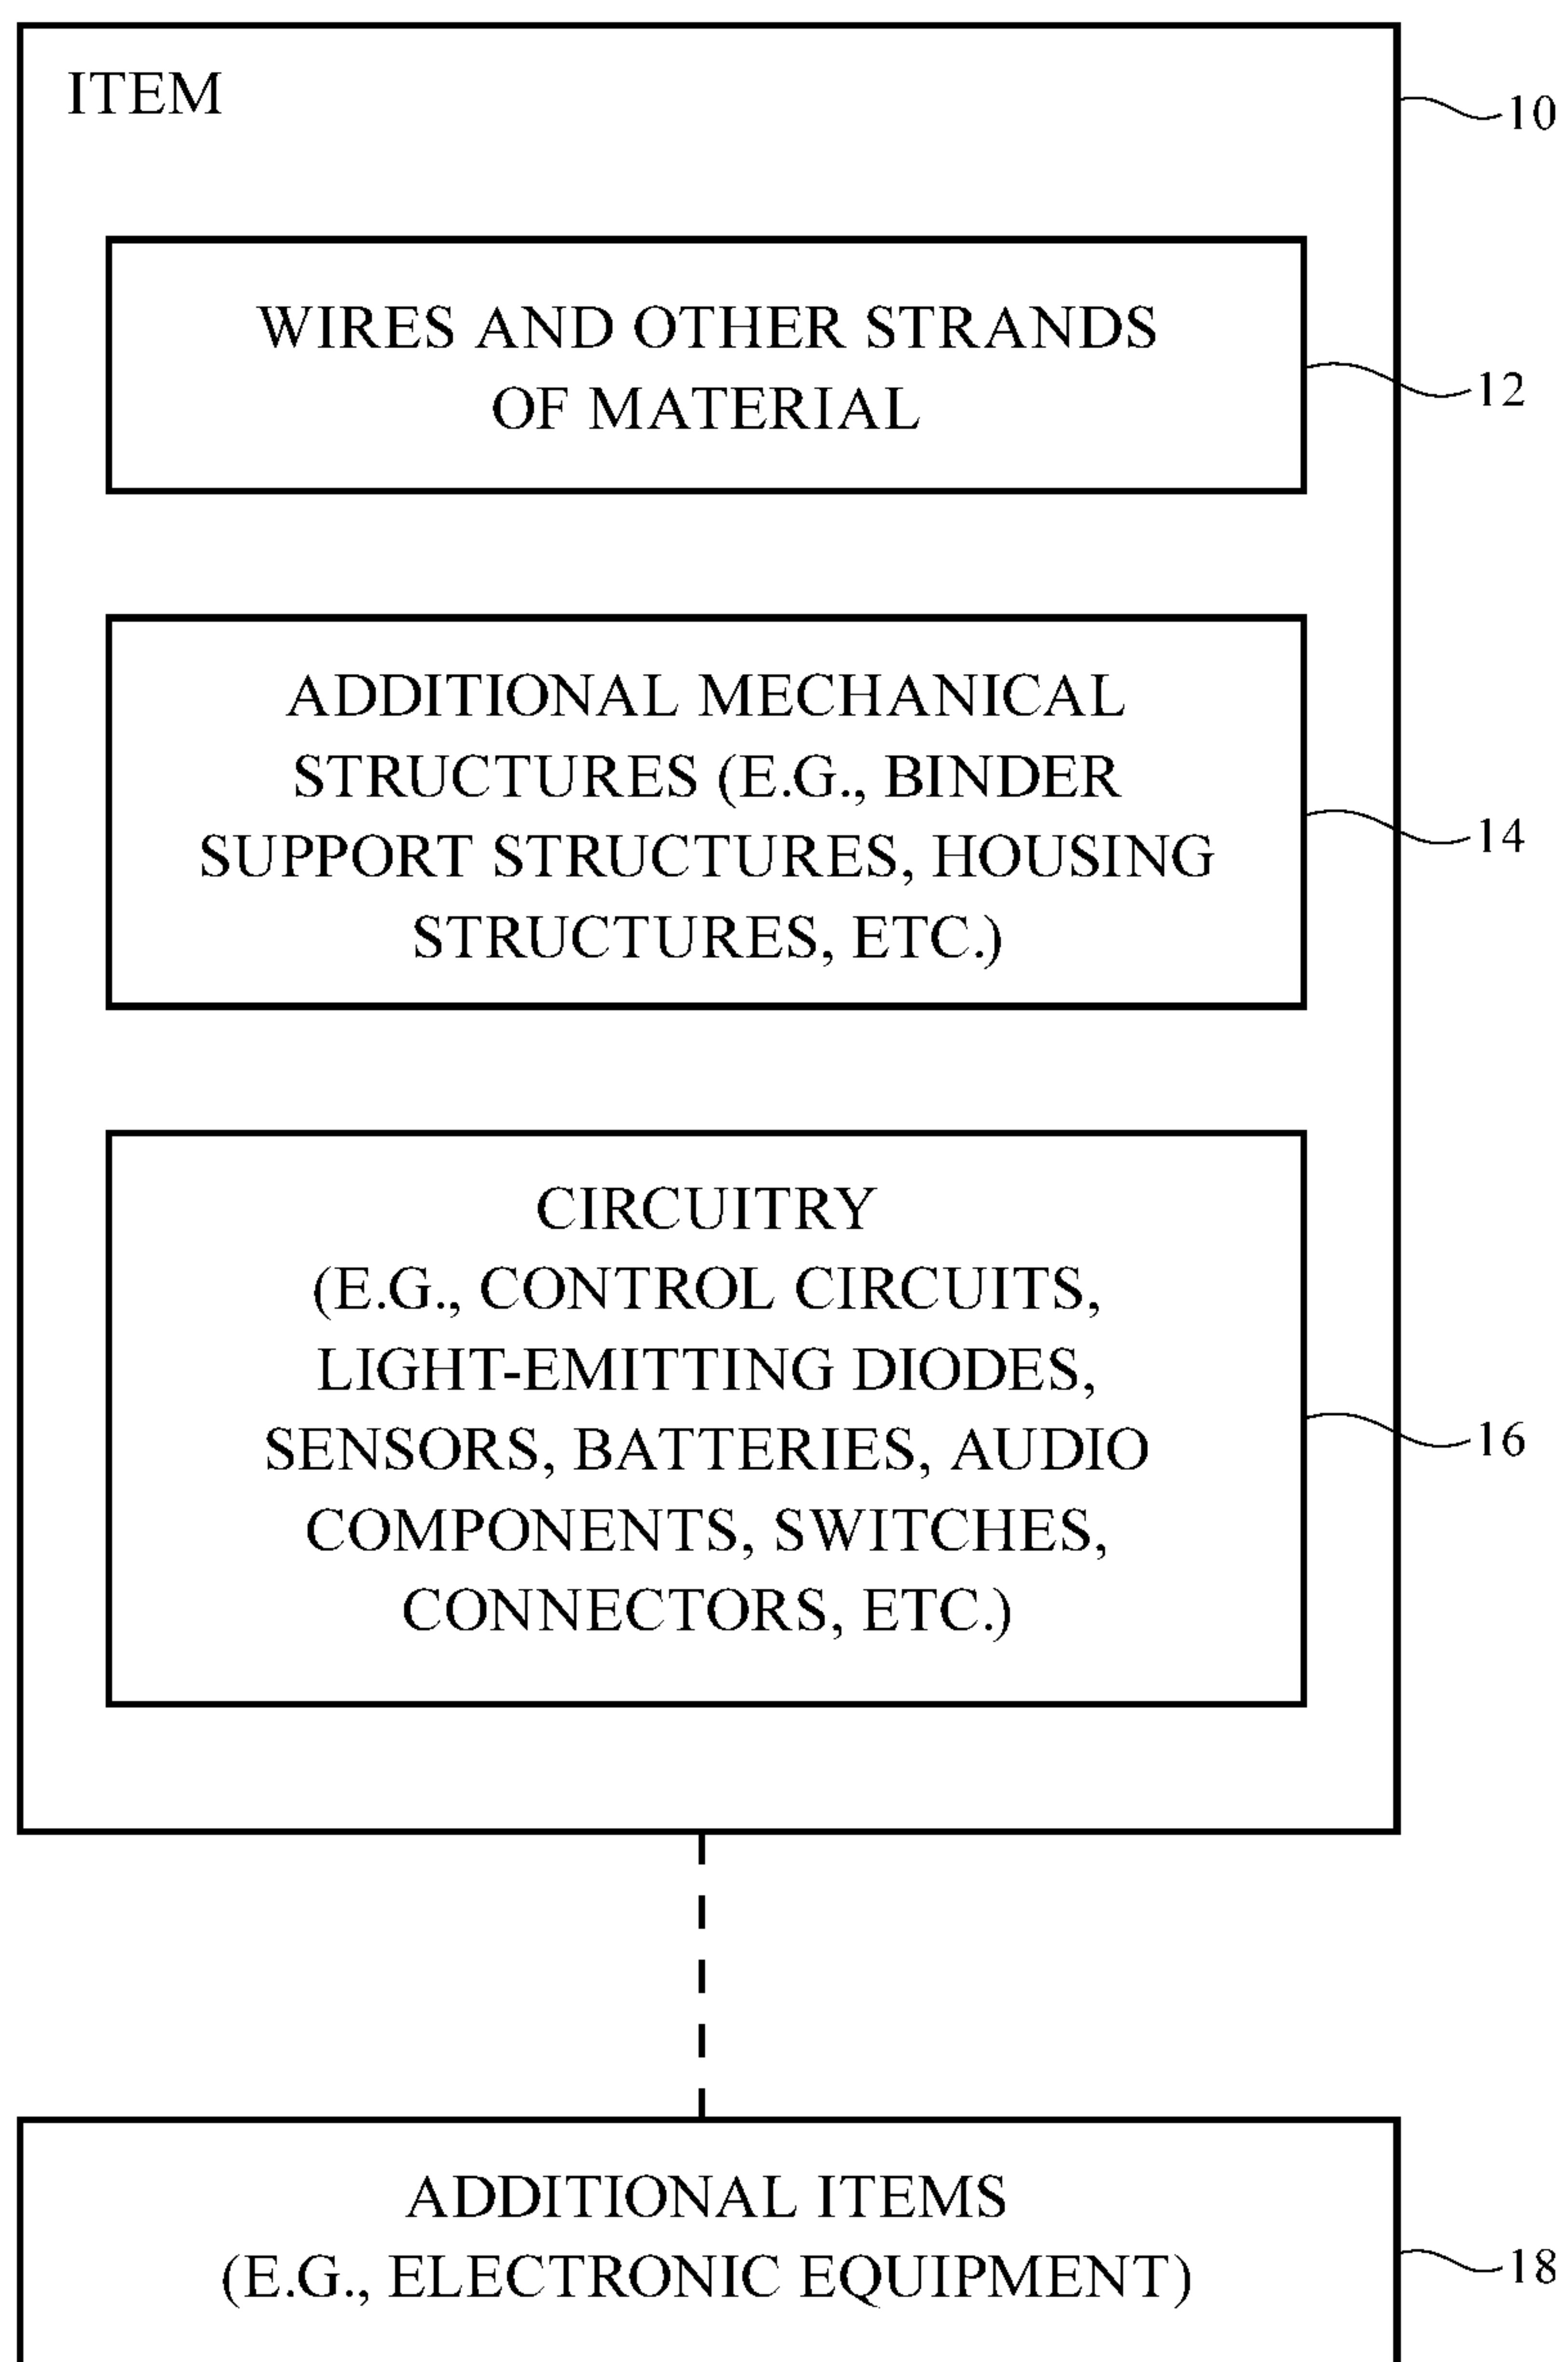 ITEM
10
WIRES AND OTHER STRANDS
OF MATERIAL
12
ADDITIONAL MECHANICAL
STRUCTURES (E.G., BINDER
SUPPORT STRUCTURES, HOUSING
STRUCTURES, ETC.)
14
CIRCUITRY
(E.G., CONTROL CIRCUITS,
LIGHT-EMITTING DIODES,
SENSORS, BATTERIES, AUDIO
COMPONENTS, SWITCHES,
CONNECTORS, ETC.)
16
ADDITIONAL ITEMS
(E.G., ELECTRONIC EQUIPMENT)
18